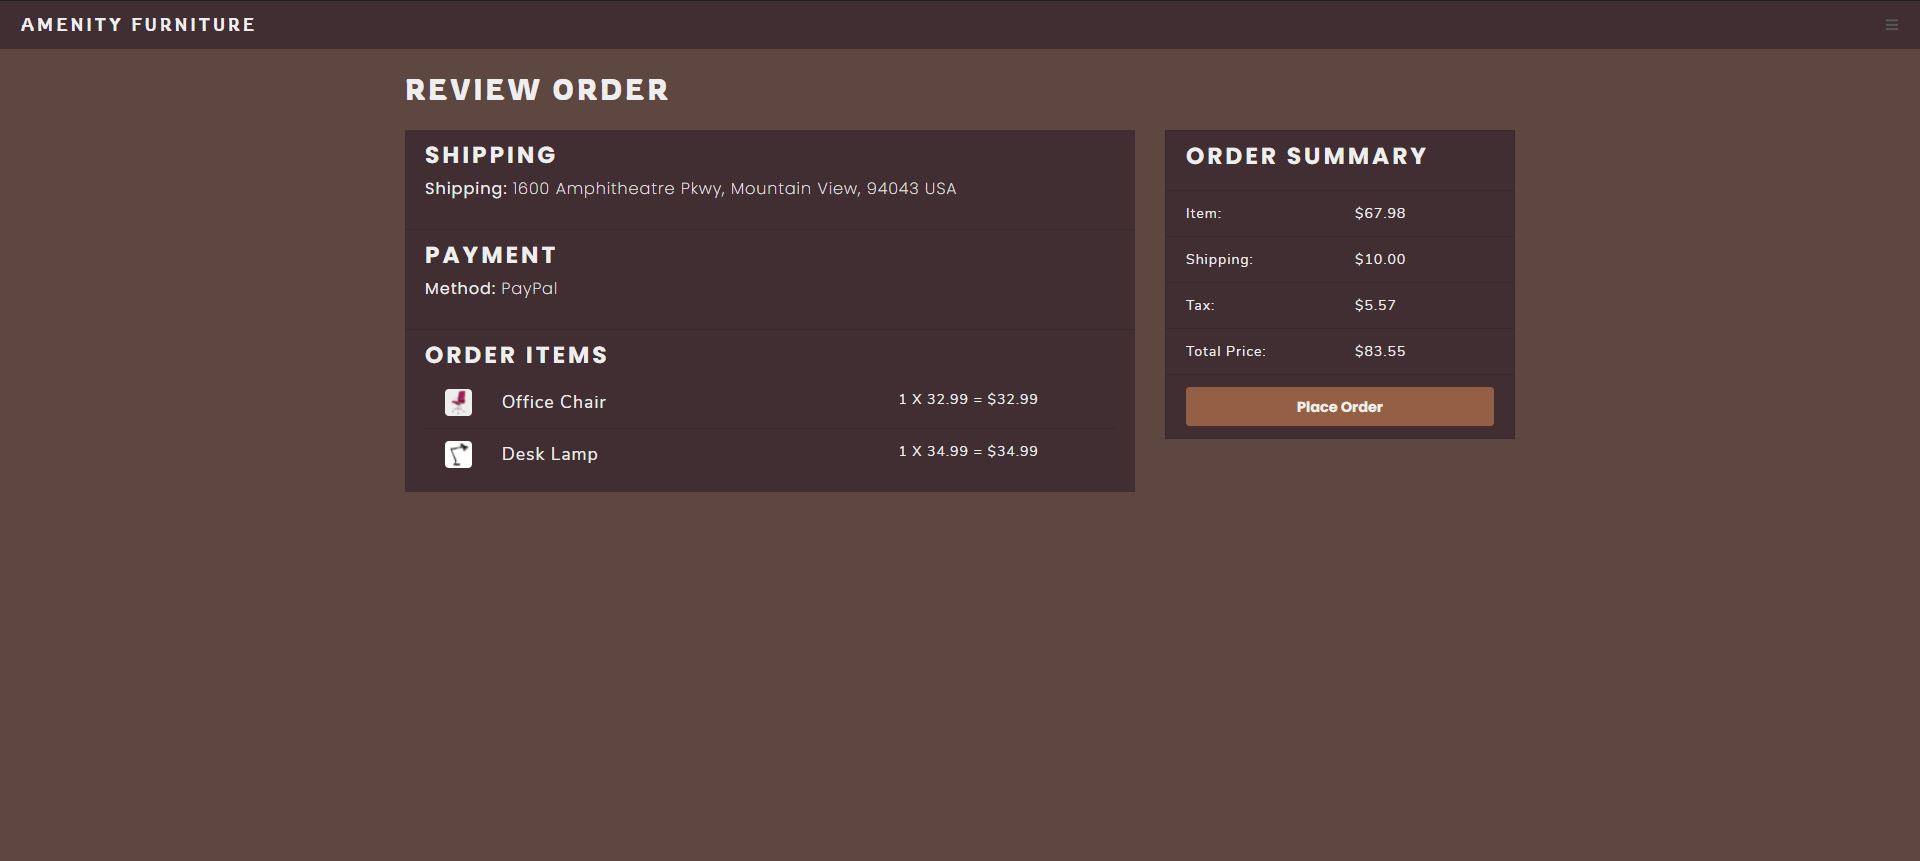 AMENITY FURNITURE
REVIEW ORDER
SHIPPING
Shipping: 1600 Amphitheatre Pkwy, Mountain View, 94043 USA
PAYMENT
Method: PayPal
ORDER ITEMS
Office Chair 1 X 32.99 = $32.99
Desk Lamp 1 X 34.99 = $34.99
ORDER SUMMARY
Item: $67.98
Shipping: $10.00
Tax: $5.57
Total Price: $83.55
Place Order